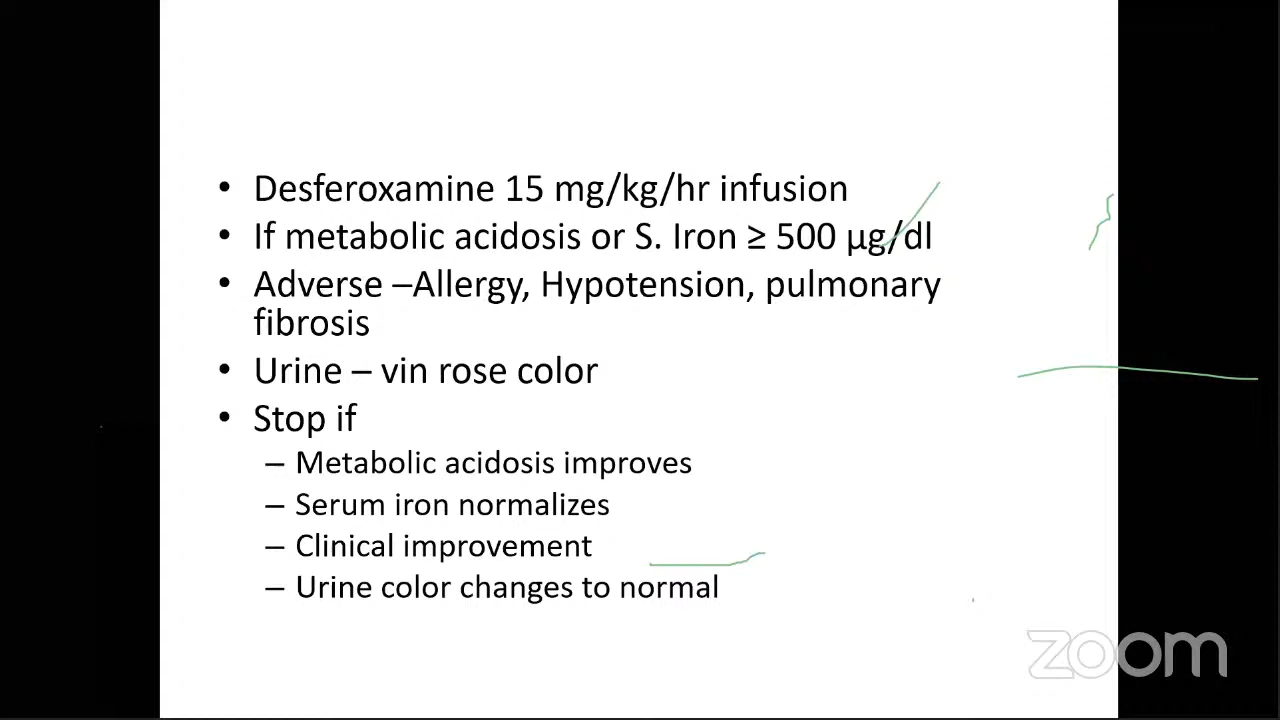 • Desferoxamine 15 mg/kg/hr infusion
• If metabolic acidosis or S. Iron ≥ 500 µg/dl
• Adverse –Allergy, Hypotension, pulmonary
fibrosis
• Urine – vin rose color
• Stop if
– Metabolic acidosis improves
– Serum iron normalizes
– Clinical improvement
– Urine color changes to normal
zoom